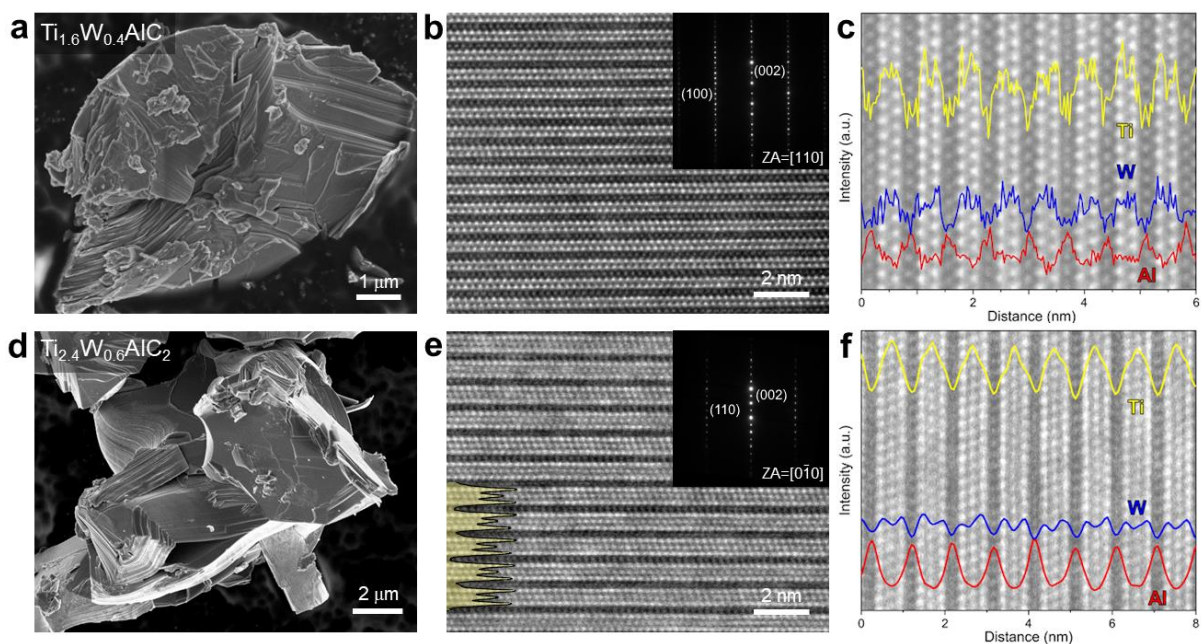 a
Ti1.6W0.4AlC
1 μm
b
(100)
(002)
ZA=[110]
2 nm
c
Intensity (a.u.)
Ti
W
Al
0 2 4 6
Distance (nm)
d
Ti2.4W0.6AlC2
2 μm
e
(110)
(002)
ZA=[01̄0]
2 nm
f
Intensity (a.u.)
Ti
W
Al
0 2 4 6
Distance (nm)